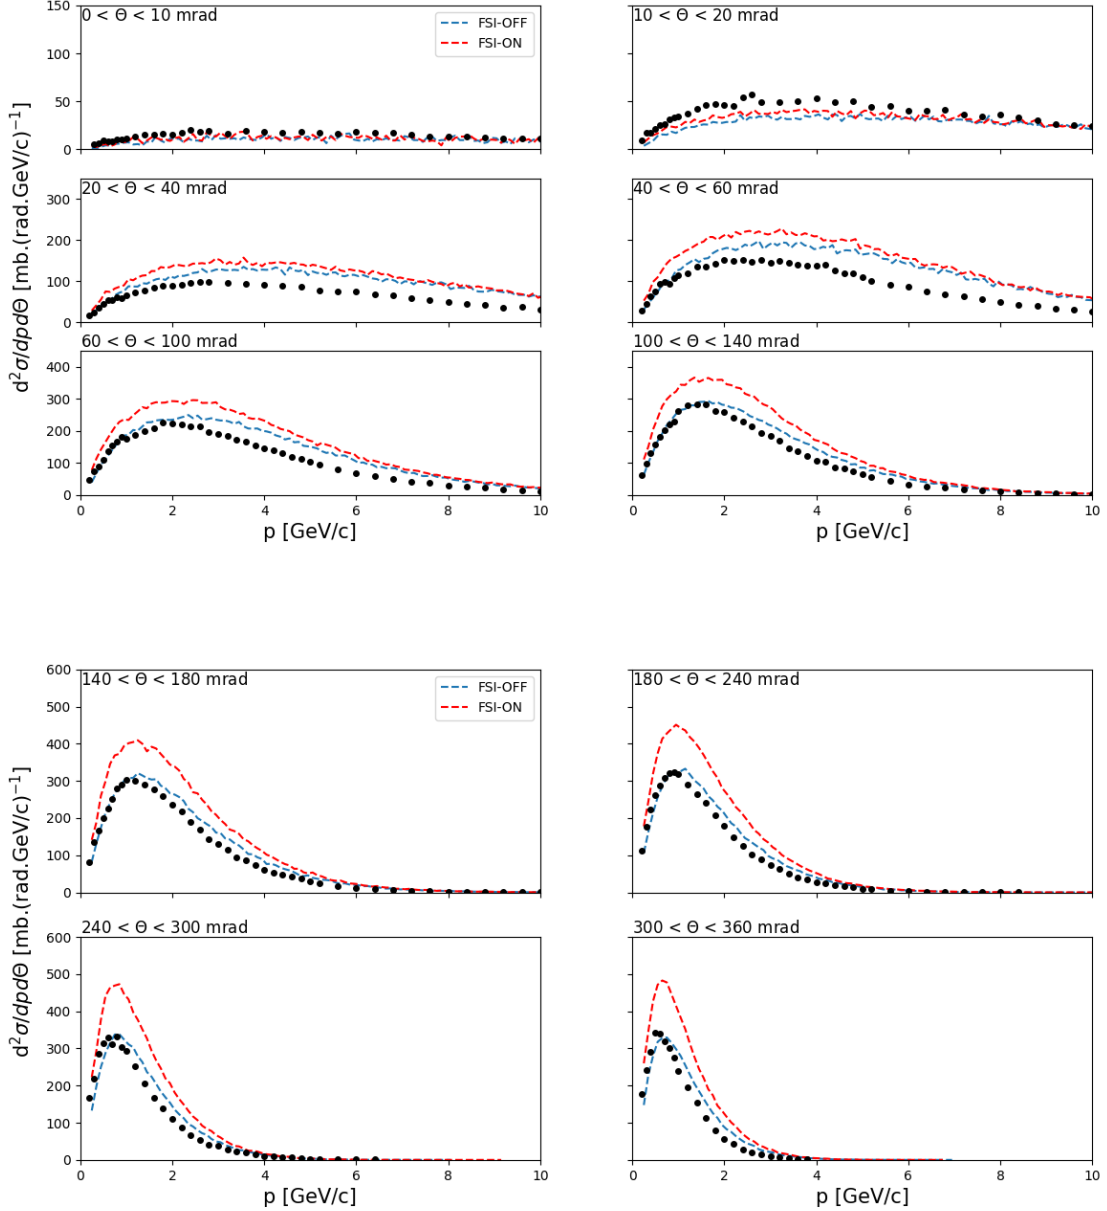 0 < Θ < 10 mrad
10 < Θ < 20 mrad
FSI-OFF
FSI-ON
150
100
50
0
20 < Θ < 40 mrad
40 < Θ < 60 mrad
300
200
100
0
60 < Θ < 100 mrad
100 < Θ < 140 mrad
400
300
200
100
0
0 2 4 6 8 10
0 2 4 6 8 10
p [GeV/c]
p [GeV/c]
d²σ/dpdΘ [mb.(rad.GeV/c)⁻¹]
140 < Θ < 180 mrad
180 < Θ < 240 mrad
FSI-OFF
FSI-ON
600
500
400
300
200
100
0
240 < Θ < 300 mrad
300 < Θ < 360 mrad
600
500
400
300
200
100
0
0 2 4 6 8 10
0 2 4 6 8 10
p [GeV/c]
p [GeV/c]
d²σ/dpdΘ [mb.(rad.GeV/c)⁻¹]